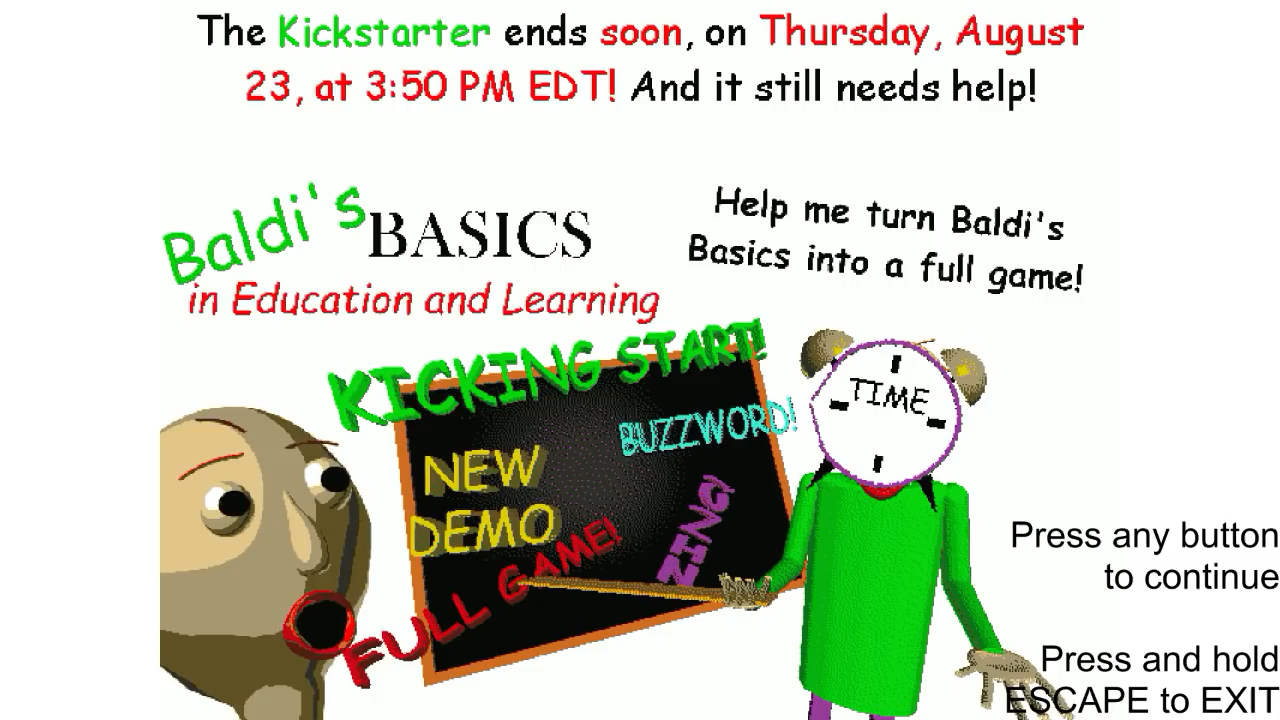 The Kickstarter ends soon, on Thursday, August
23, at 3:50 PM EDT! And it still needs help!
Baldi's BASICS
in Education and Learning
Help me turn Baldi's
Basics into a full game!
KICKING START!
BUZZWORD!
NEW
DEMO
ZING!
FULL GAME!
TIME
Press any button
to continue
Press and hold
ESCAPE to EXIT